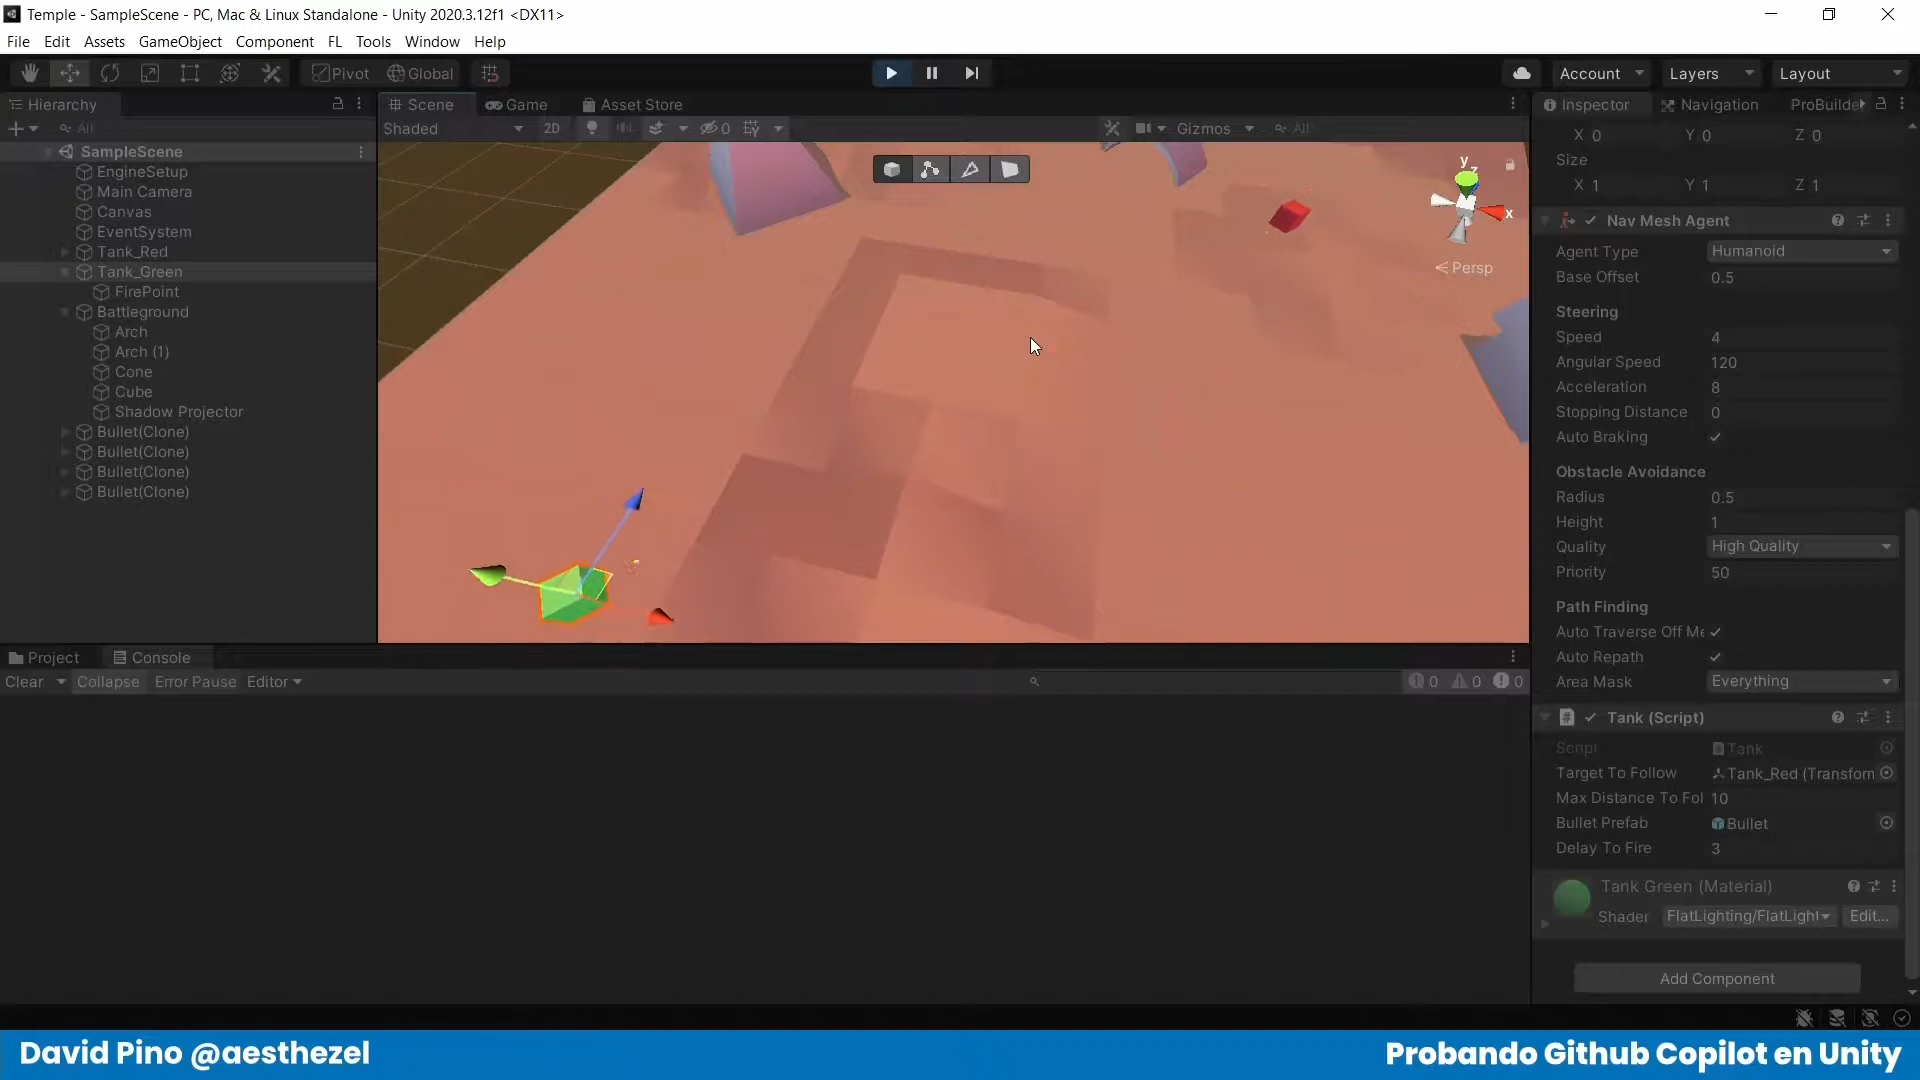 Temple - SampleScene - PC, Mac & Linux Standalone - Unity 2020.3.12f1 <DX11>
File Edit Assets GameObject Component FL Tools Window Help
Pivot Global Account Layers Layout
Hierarchy
All
SampleScene
EngineSetup
Main Camera
Canvas
EventSystem
Tank_Red
Tank_Green
FirePoint
Battleground
Arch
Arch (1)
Cone
Cube
Shadow Projector
Bullet(Clone)
Bullet(Clone)
Bullet(Clone)
Bullet(Clone)
Scene Game Asset Store
Shaded 2D 0 Gizmos All
y
z
x
Persp
Inspector Navigation ProBuilde
X 0 Y 0 Z 0
Size
X 1 Y 1 Z 1
Nav Mesh Agent
Agent Type Humanoid
Base Offset 0.5
Steering
Speed 4
Angular Speed 120
Acceleration 8
Stopping Distance 0
Auto Braking
Obstacle Avoidance
Radius 0.5
Height 1
Quality High Quality
Priority 50
Path Finding
Auto Traverse Off Me
Auto Repath
Area Mask Everything
Tank (Script)
Script Tank
Target To Follow Tank_Red (Transform
Max Distance To Fol 10
Bullet Prefab Bullet
Delay To Fire 3
Tank Green (Material)
Shader FlatLighting/FlatLight Edit...
Add Component
Project Console
Clear Collapse Error Pause Editor 0 0 0
David Pino @aesthezel
Probando Github Copilot en Unity